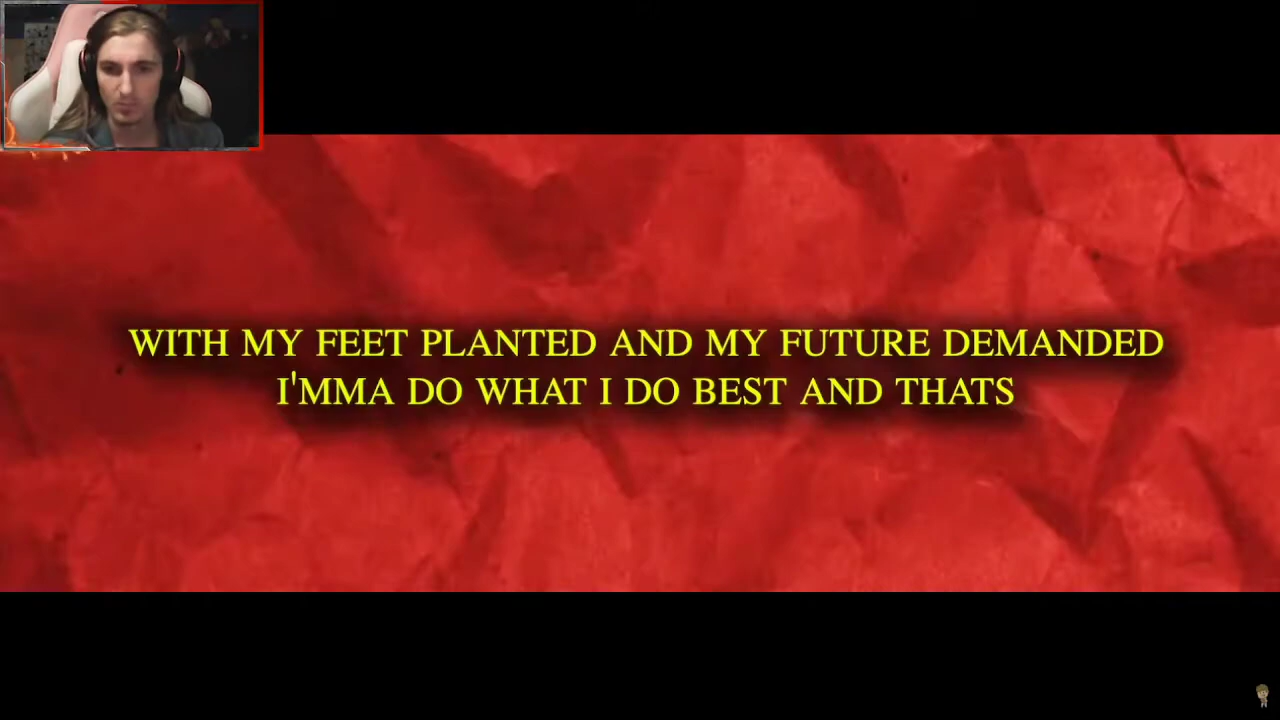 WITH MY FEET PLANTED AND MY FUTURE DEMANDED
I'MMA DO WHAT I DO BEST AND THATS